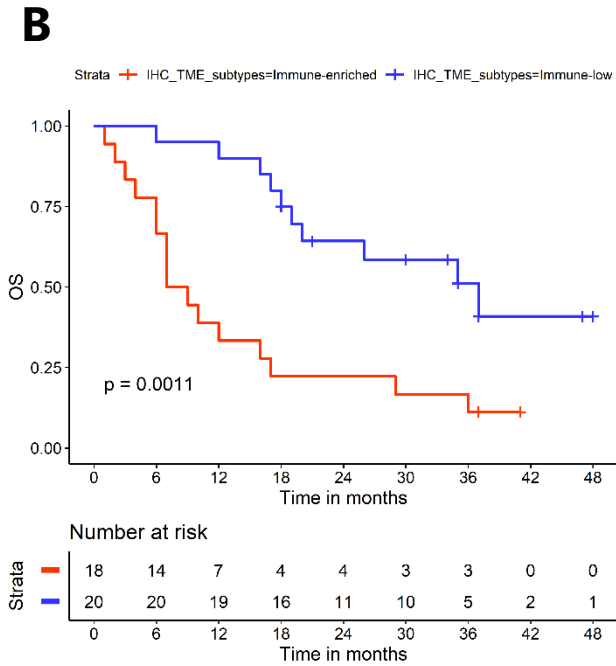 B
Strata IHC_TME_subtypes=Immune-enriched IHC_TME_subtypes=Immune-low
1.00
0.75
0.50
0.25
0.00
OS
p = 0.0011
0 6 12 18 24 30 36 42 48
Time in months
Number at risk
Strata
18 14 7 4 4 3 3 0 0
20 20 19 16 11 10 5 2 1
0 6 12 18 24 30 36 42 48
Time in months